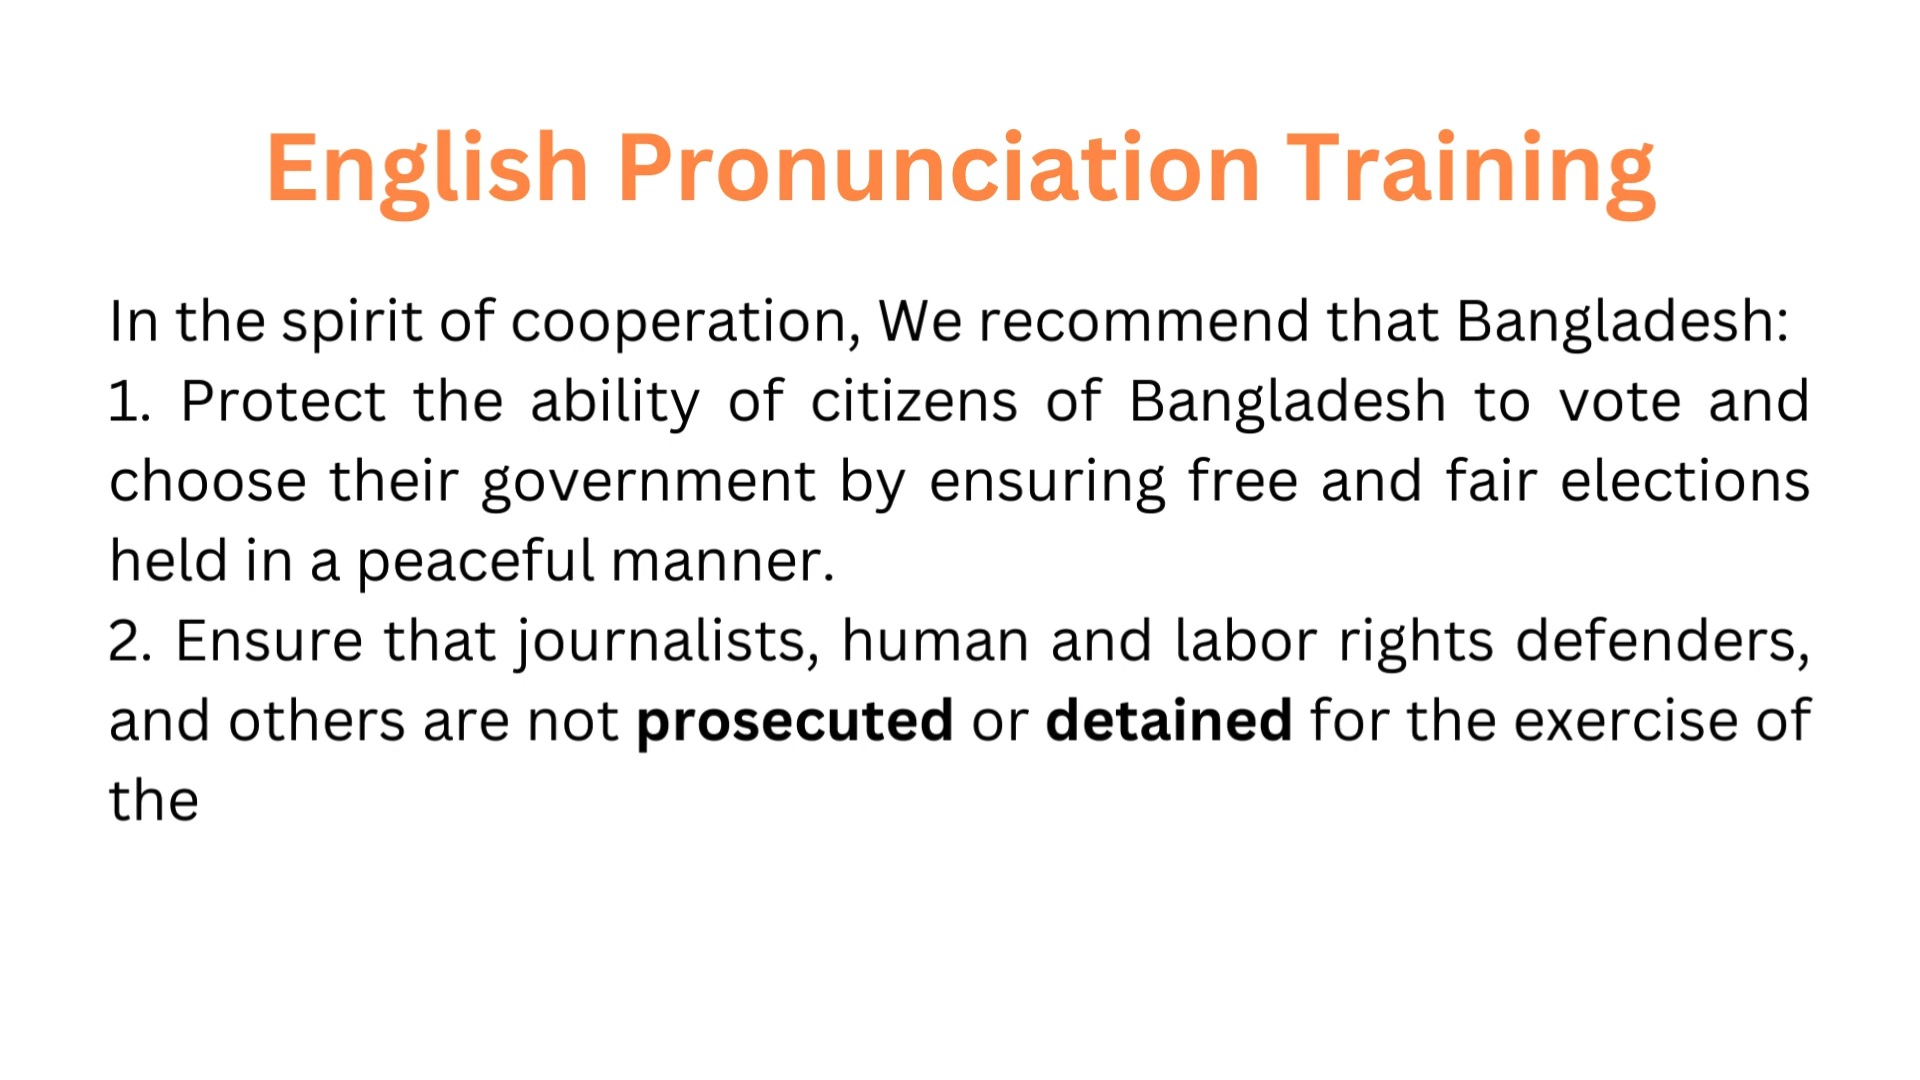 English Pronunciation Training
In the spirit of cooperation, We recommend that Bangladesh:
1. Protect the ability of citizens of Bangladesh to vote and
choose their government by ensuring free and fair elections
held in a peaceful manner.
2. Ensure that journalists, human and labor rights defenders,
and others are not prosecuted or detained for the exercise of
the